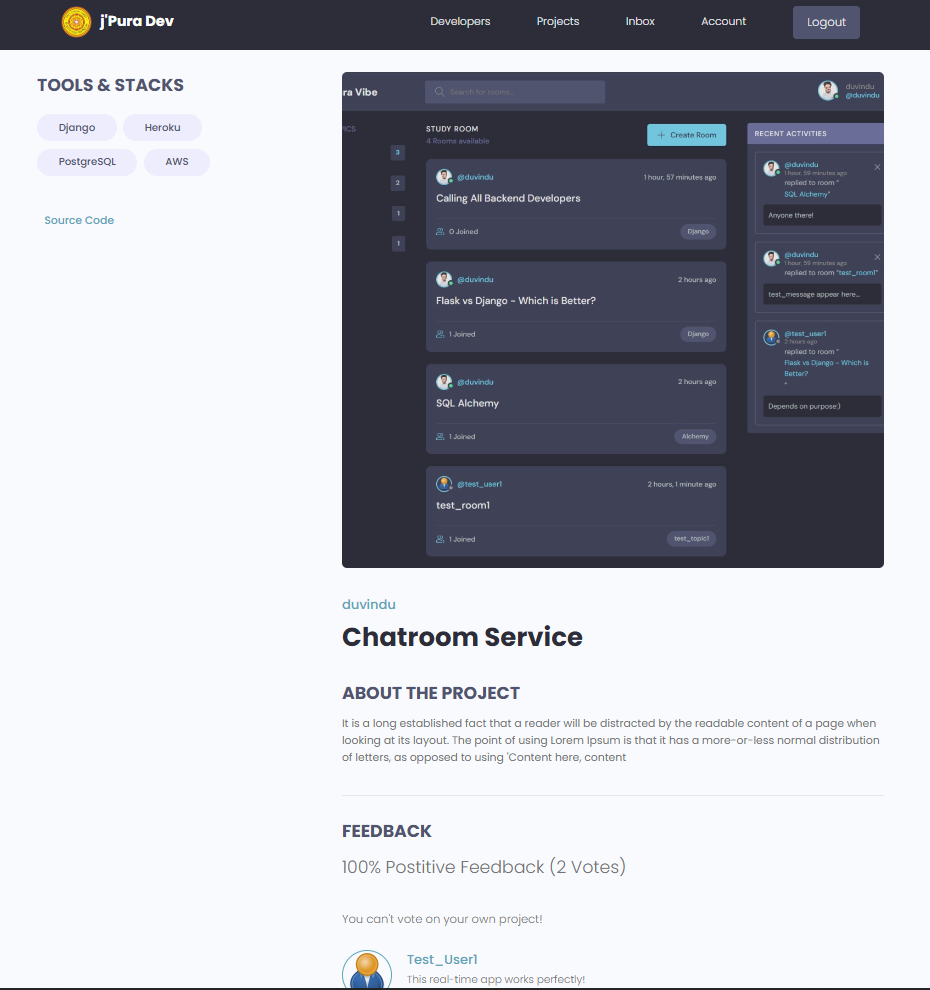 j'Pura Dev
Developers
Projects
Inbox
Account
Logout
TOOLS & STACKS
Django
Heroku
PostgreSQL
AWS
Source Code
ra Vibe
Search for rooms...
duvindu
@duvindu
ICS
3
2
1
1
STUDY ROOM
4 Rooms available
Create Room
@duvindu
1 hour, 57 minutes ago
Calling All Backend Developers
0 Joined
Django
@duvindu
2 hours ago
Flask vs Django - Which is Better?
1 Joined
Django
@duvindu
2 hours ago
SQL Alchemy
1 Joined
Alchemy
@test_user1
2 hours, 1 minute ago
test_room1
1 Joined
test_topic1
RECENT ACTIVITIES
@duvindu
1 hour, 59 minutes ago
replied to room "
SQL Alchemy"
Anyone there!
@duvindu
1 hour, 59 minutes ago
replied to room "test_room1"
test_message appear here...
@test_user1
2 hours ago
replied to room "
Flask vs Django - Which is
Better?
"
Depends on purpose:)
duvindu
Chatroom Service
ABOUT THE PROJECT
It is a long established fact that a reader will be distracted by the readable content of a page when
looking at its layout. The point of using Lorem Ipsum is that it has a more-or-less normal distribution
of letters, as opposed to using 'Content here, content
FEEDBACK
100% Postitive Feedback (2 Votes)
You can't vote on your own project!
Test_User1
This real-time app works perfectly!